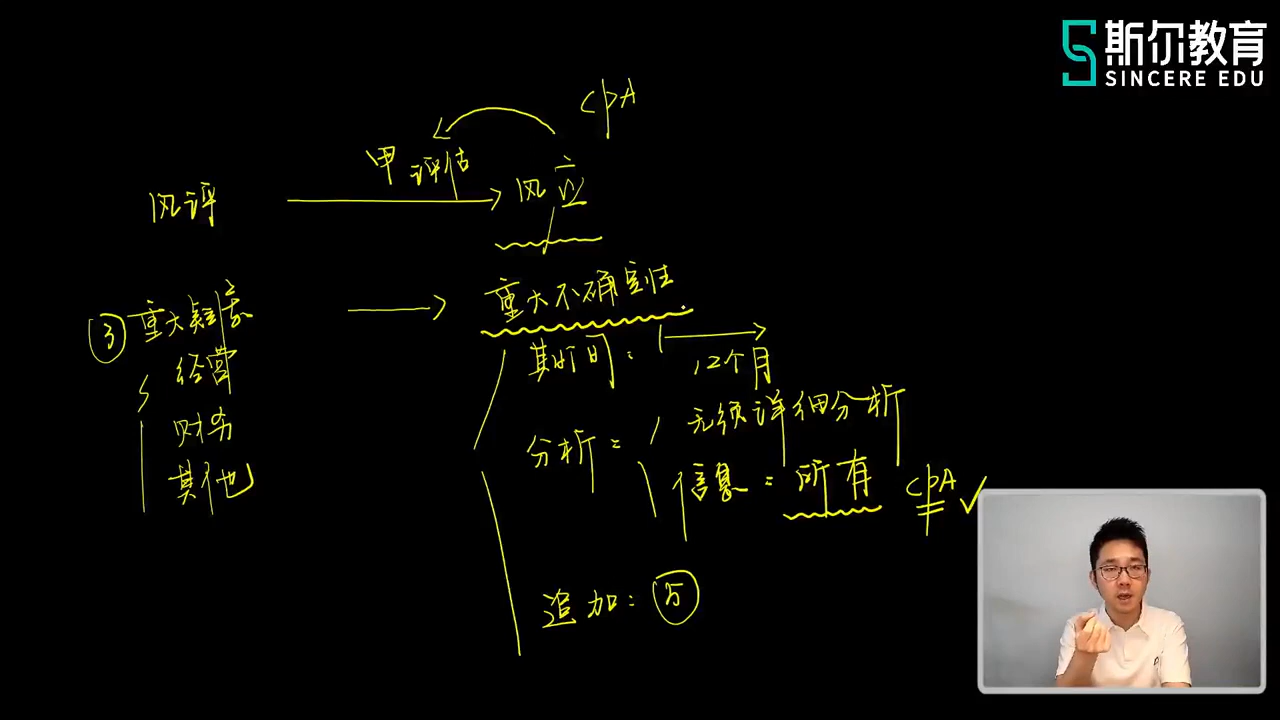 斯尔教育
SINCERE EDU
CPA
甲 评估
风评 风应
重大不确定性
③ 重大疑虑
经营
财务
其他
期间: 12个月
分析: 无须详细分析
信息: 所有 CPA ✓
追加: ⑤